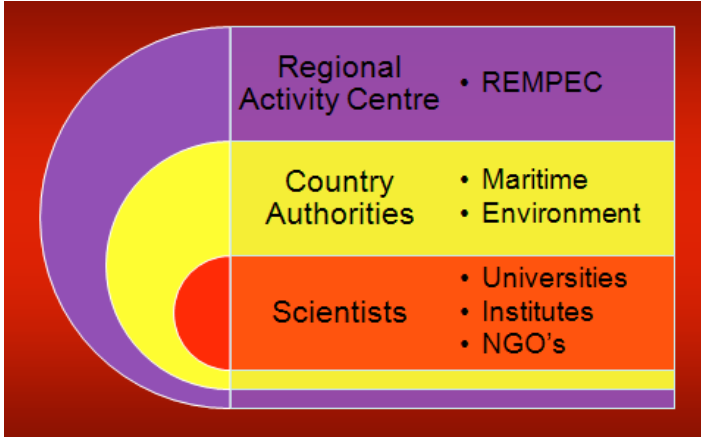 Regional
Activity Centre
• REMPEC
Country
Authorities
• Maritime
• Environment
Scientists
• Universities
• Institutes
• NGO's